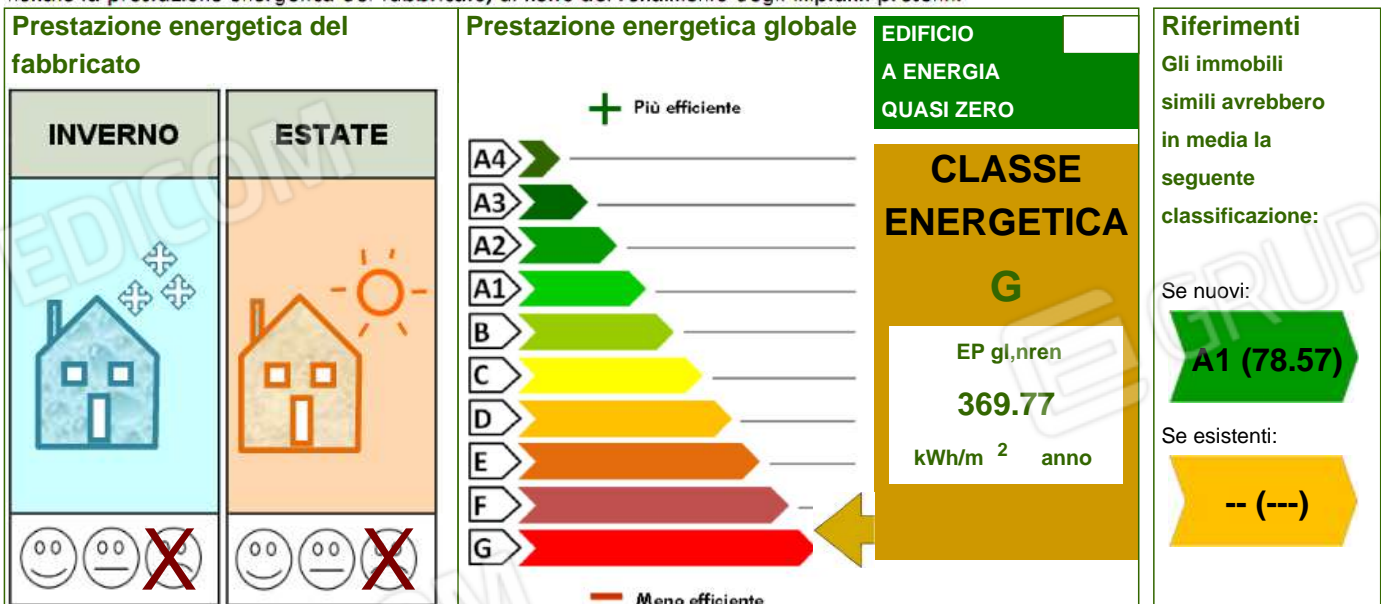 Prestazione energetica del
fabbricato
INVERNO
ESTATE
X
X
Prestazione energetica globale
+ Più efficiente
A4
A3
A2
A1
B
C
D
E
F
G
Meno efficiente
EDIFICIO
A ENERGIA
QUASI ZERO
CLASSE
ENERGETICA
G
EP gl,nren
369.77
kWh/m 2 anno
Riferimenti
Gli immobili
simili avrebbero
in media la
seguente
classificazione:
Se nuovi:
A1 (78.57)
Se esistenti:
-- (---)
EDICOM
GRUP